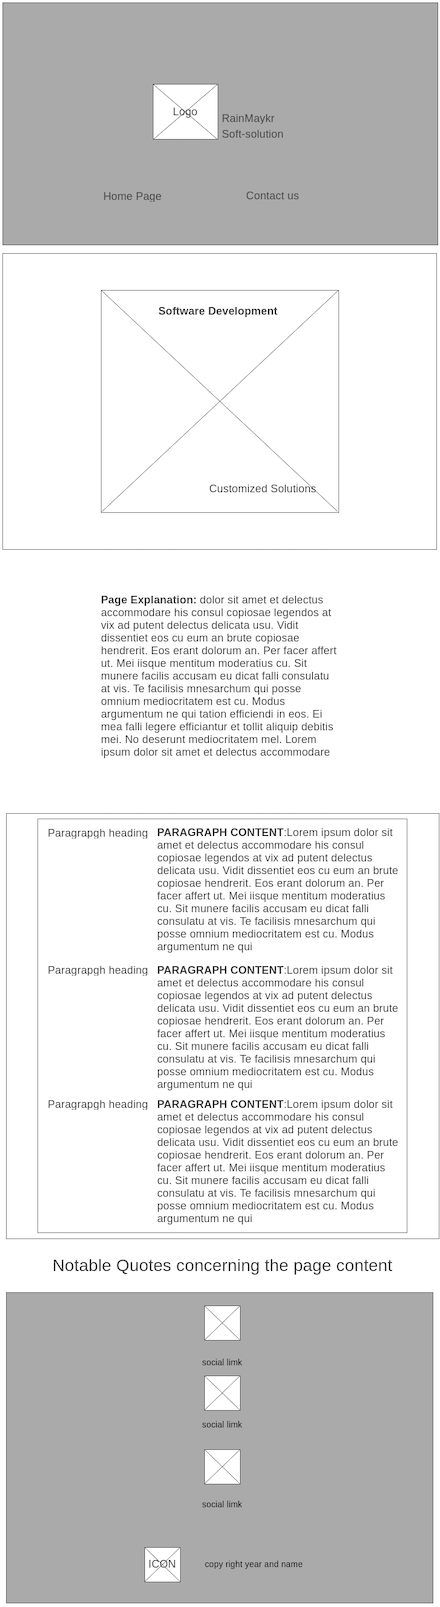 Logo
RainMaykr
Soft-solution
Home Page
Contact us
Software Development
Customized Solutions
Page Explanation: dolor sit amet et delectus
accommodare his consul copiosae legendos at
vix ad putent delectus delicata usu. Vidit
dissentiet eos cu eum an brute copiosae
hendrerit. Eos erant dolorum an. Per facer affert
ut. Mei iisque mentitum moderatius cu. Sit
munere facilis accusam eu dicat falli consulatu
at vis. Te facilisis mnesarchum qui posse
omnium mediocritatem est cu. Modus
argumentum ne qui tation efficiendi in eos. Ei
mea falli legere efficiantur et tollit aliquip debitis
mei. No deserunt mediocritatem mel. Lorem
ipsum dolor sit amet et delectus accommodare
Paragrapgh heading
PARAGRAPH CONTENT:Lorem ipsum dolor sit
amet et delectus accommodare his consul
copiosae legendos at vix ad putent delectus
delicata usu. Vidit dissentiet eos cu eum an brute
copiosae hendrerit. Eos erant dolorum an. Per
facer affert ut. Mei iisque mentitum moderatius
cu. Sit munere facilis accusam eu dicat falli
consulatu at vis. Te facilisis mnesarchum qui
posse omnium mediocritatem est cu. Modus
argumentum ne qui
Paragrapgh heading
PARAGRAPH CONTENT:Lorem ipsum dolor sit
amet et delectus accommodare his consul
copiosae legendos at vix ad putent delectus
delicata usu. Vidit dissentiet eos cu eum an brute
copiosae hendrerit. Eos erant dolorum an. Per
facer affert ut. Mei iisque mentitum moderatius
cu. Sit munere facilis accusam eu dicat falli
consulatu at vis. Te facilisis mnesarchum qui
posse omnium mediocritatem est cu. Modus
argumentum ne qui
Paragrapgh heading
PARAGRAPH CONTENT:Lorem ipsum dolor sit
amet et delectus accommodare his consul
copiosae legendos at vix ad putent delectus
delicata usu. Vidit dissentiet eos cu eum an brute
copiosae hendrerit. Eos erant dolorum an. Per
facer affert ut. Mei iisque mentitum moderatius
cu. Sit munere facilis accusam eu dicat falli
consulatu at vis. Te facilisis mnesarchum qui
posse omnium mediocritatem est cu. Modus
argumentum ne qui
Notable Quotes concerning the page content
social limk
social limk
social limk
ICON
copy right year and name